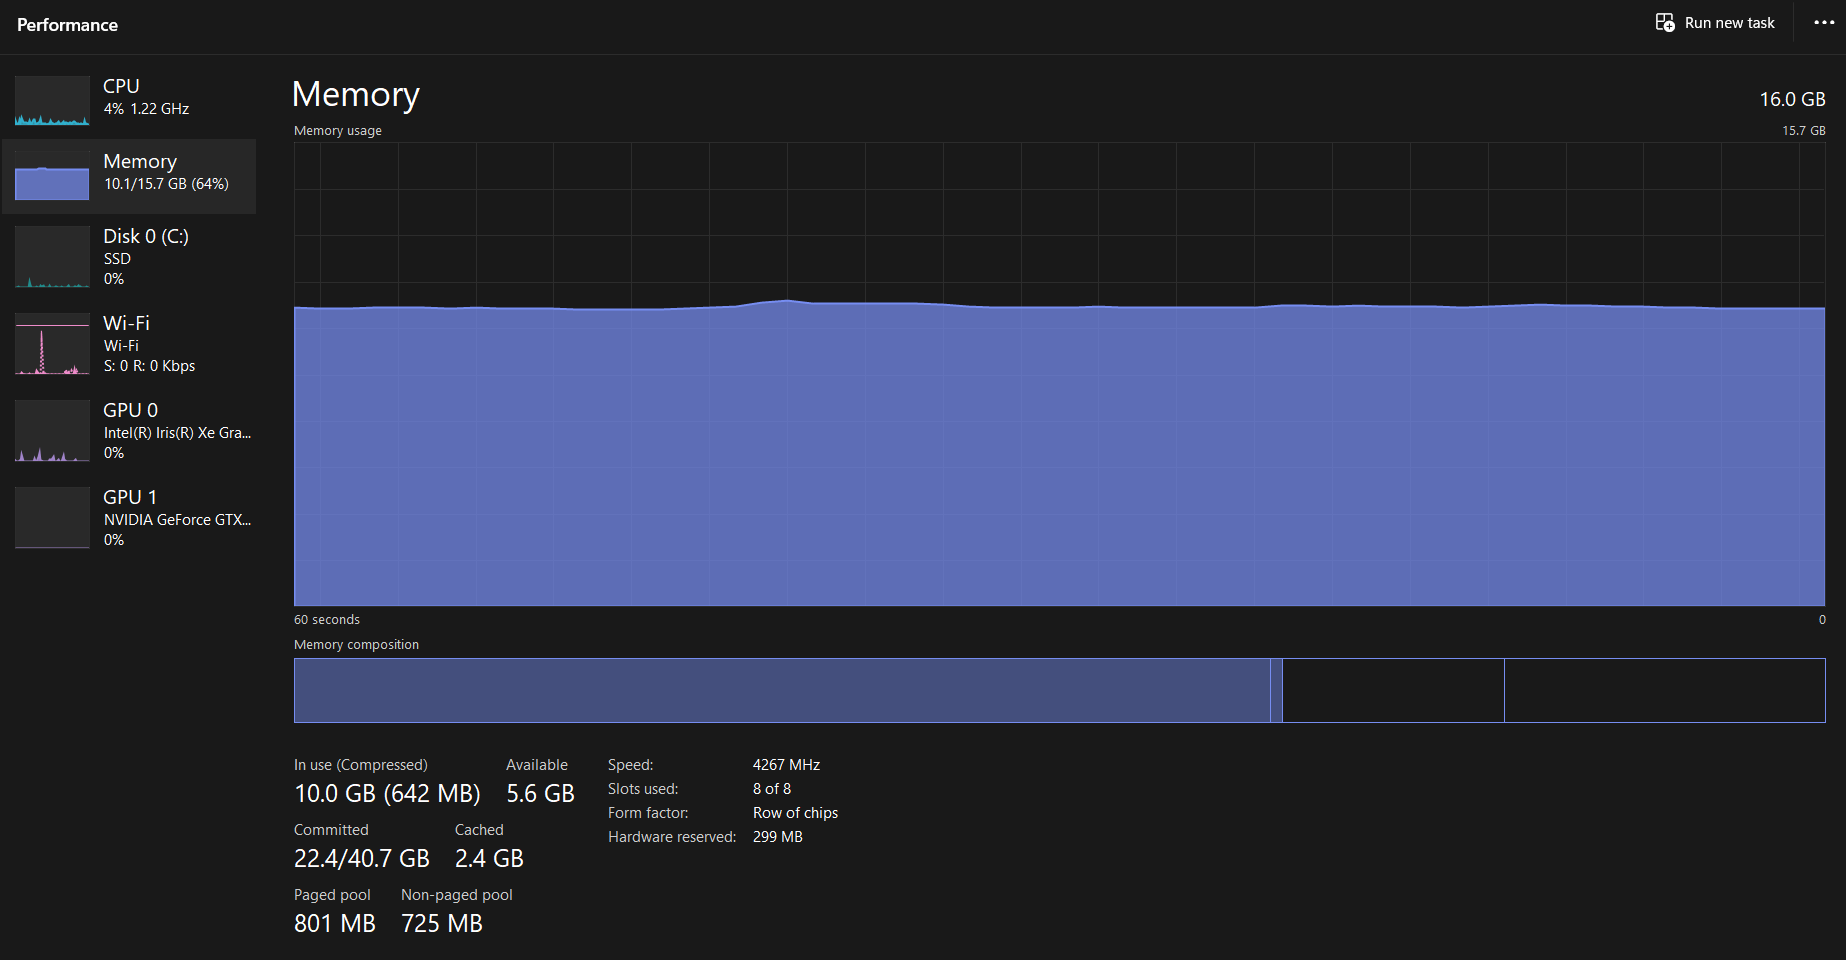 Performance
Run new task
CPU
4% 1.22 GHz
Memory
10.1/15.7 GB (64%)
Disk 0 (C:)
SSD
0%
Wi-Fi
Wi-Fi
S: 0 R: 0 Kbps
GPU 0
Intel(R) Iris(R) Xe Gra...
0%
GPU 1
NVIDIA GeForce GTX...
0%
Memory
16.0 GB
Memory usage
15.7 GB
60 seconds
0
Memory composition
In use (Compressed)
10.0 GB (642 MB)
Available
5.6 GB
Committed
22.4/40.7 GB
Cached
2.4 GB
Paged pool
801 MB
Non-paged pool
725 MB
Speed: 4267 MHz
Slots used: 8 of 8
Form factor: Row of chips
Hardware reserved: 299 MB